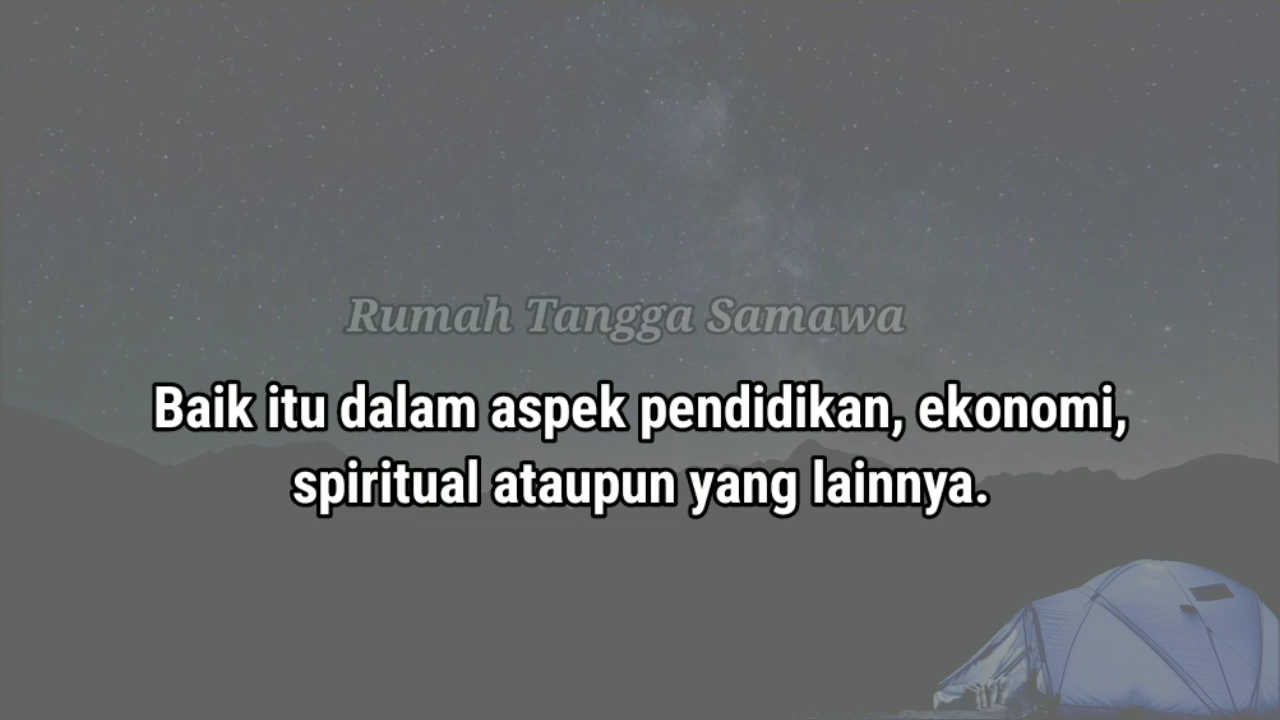 Rumah Tangga Samawa
Baik itu dalam aspek pendidikan, ekonomi,
spiritual ataupun yang lainnya.